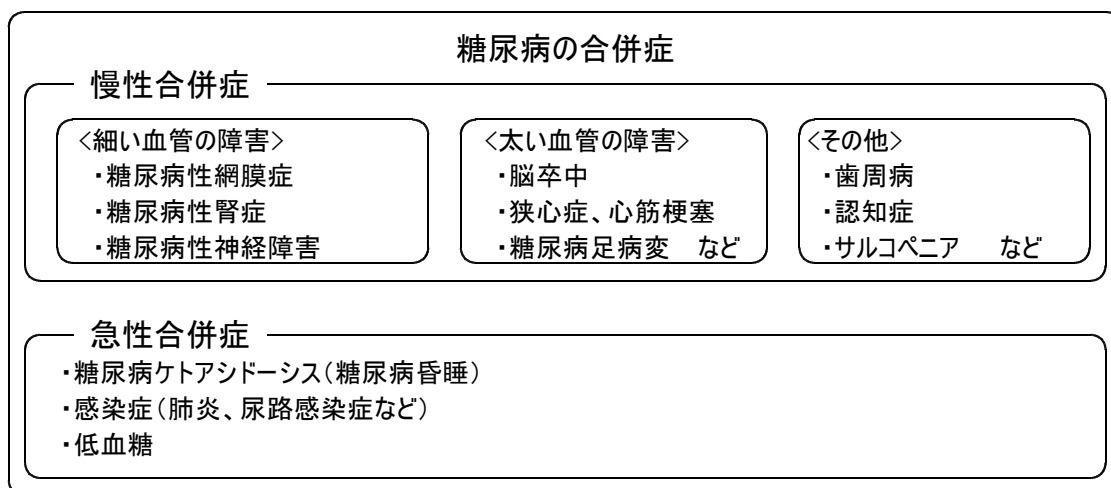 糖尿病の合併症
慢性合併症
<細い血管の障害>
・糖尿病性網膜症
・糖尿病性腎症
・糖尿病性神経障害
<太い血管の障害>
・脳卒中
・狭心症、心筋梗塞
・糖尿病足病変　など
<その他>
・歯周病
・認知症
・サルコペニア　など
急性合併症
・糖尿病ケトアシドーシス（糖尿病昏睡）
・感染症（肺炎、尿路感染症など）
・低血糖